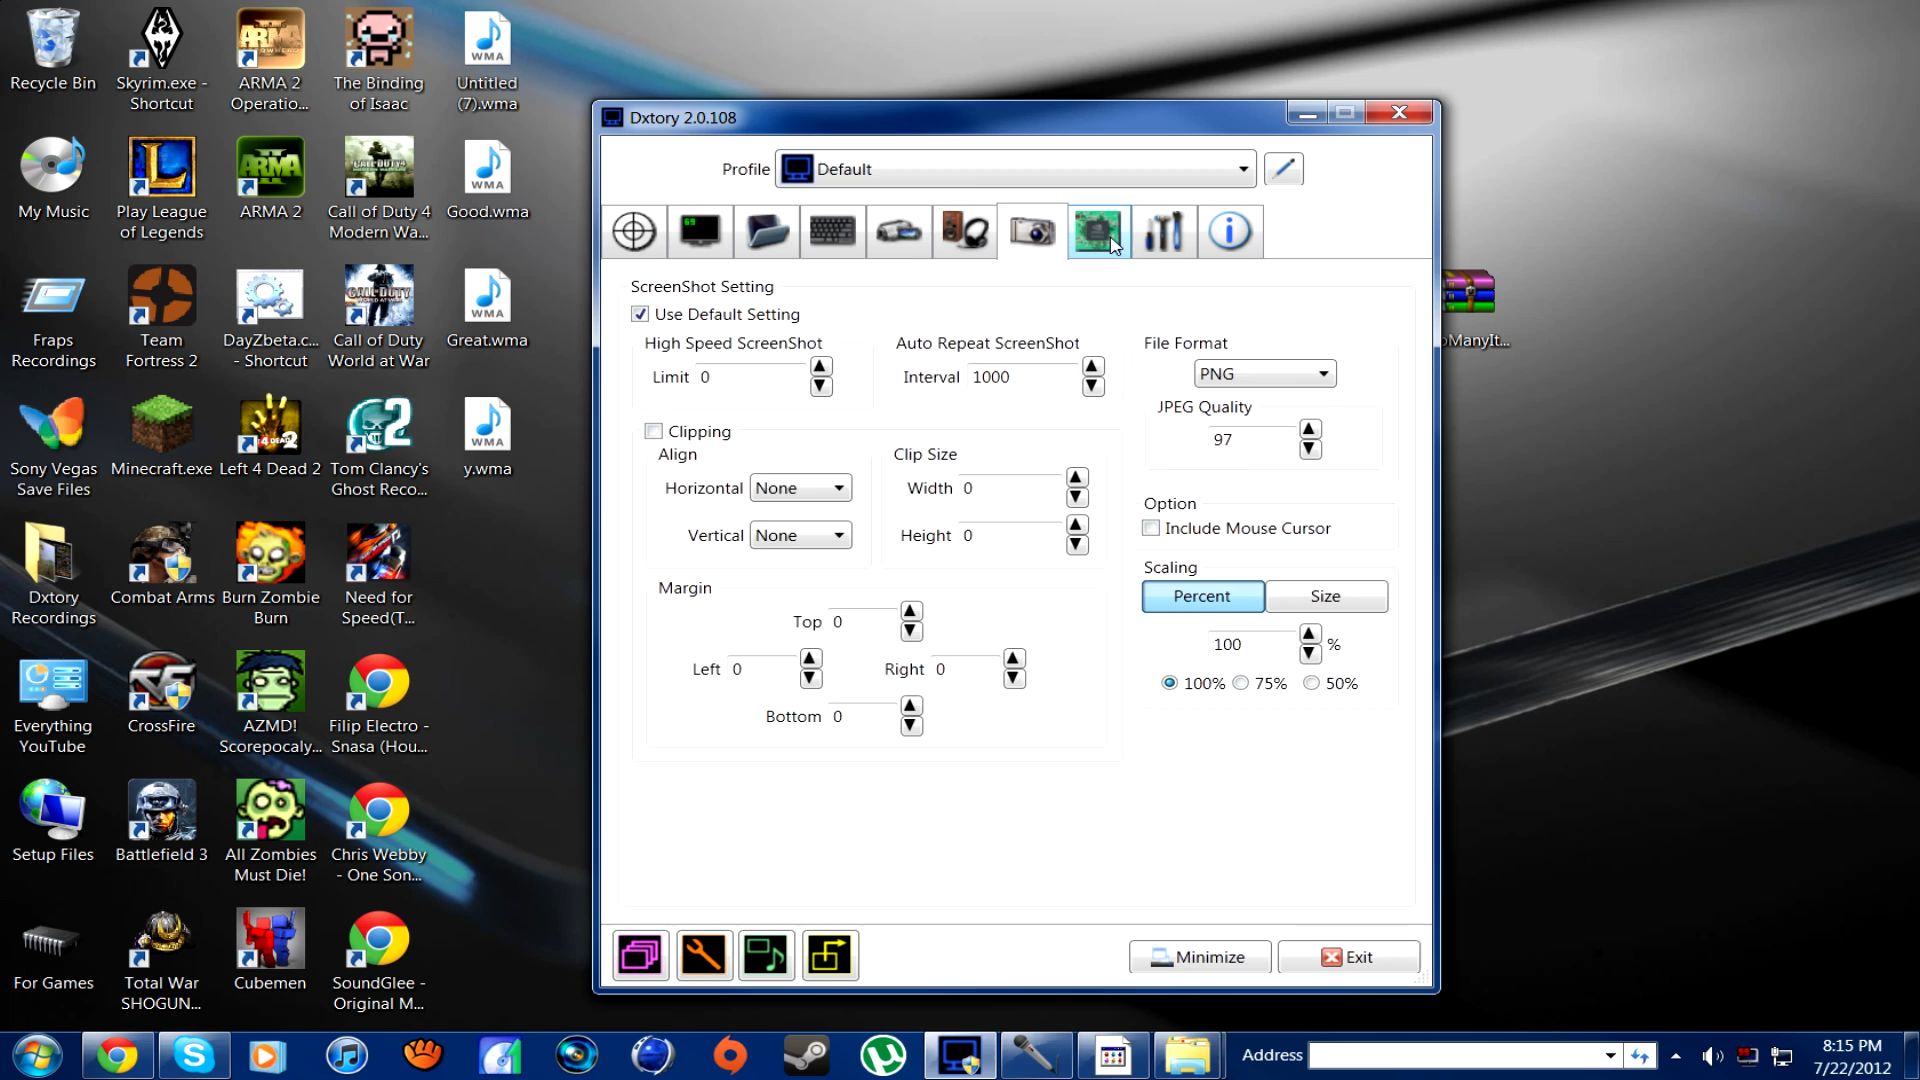 Recycle Bin
Skyrim.exe -
Shortcut
ARMA 2
Operatio...
The Binding
of Isaac
Untitled
(7).wma
My Music
Play League
of Legends
ARMA 2
Call of Duty 4
Modern Wa...
Good.wma
Fraps
Recordings
Team
Fortress 2
DayZbeta.c...
- Shortcut
Call of Duty
World at War
Great.wma
Sony Vegas
Save Files
Minecraft.exe
Left 4 Dead 2
Tom Clancy's
Ghost Reco...
y.wma
Dxtory
Recordings
Combat Arms
Burn Zombie
Burn
Need for
Speed(T...
Everything
YouTube
CrossFire
AZMD!
Scorepocaly...
Filip Electro -
Snasa (Hou...
Setup Files
Battlefield 3
All Zombies
Must Die!
Chris Webby
- One Son...
For Games
Total War
SHOGUN...
Cubemen
SoundGlee -
Original M...
WMA
WMA
WMA
WMA
Dxtory 2.0.108
Profile Default
ScreenShot Setting
Use Default Setting
High Speed ScreenShot
Limit 0
Auto Repeat ScreenShot
Interval 1000
File Format
PNG
JPEG Quality
97
Clipping
Align
Horizontal None
Vertical None
Clip Size
Width 0
Height 0
Option
Include Mouse Cursor
Margin
Top 0
Left 0
Right 0
Bottom 0
Scaling
Percent Size
100 %
100% 75% 50%
Minimize
Exit
oManyIt...
Address
8:15 PM
7/22/2012